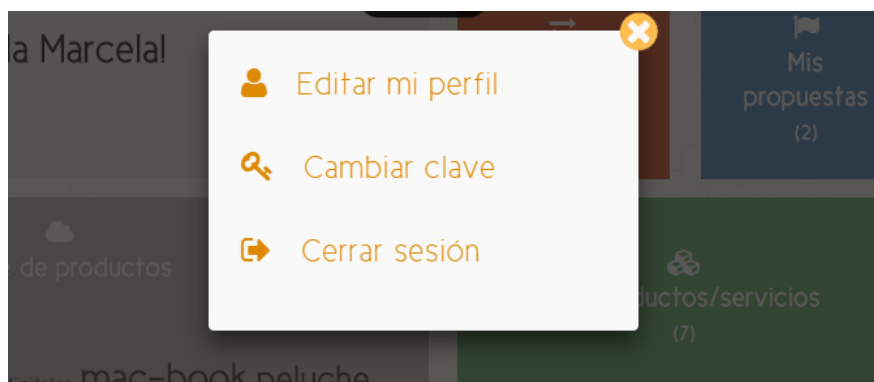 la Marcela!
Editar mi perfil
Cambiar clave
Cerrar sesión
Mis
propuestas
(2)
de productos
uctos/servicios
(7)
mac-book peluche